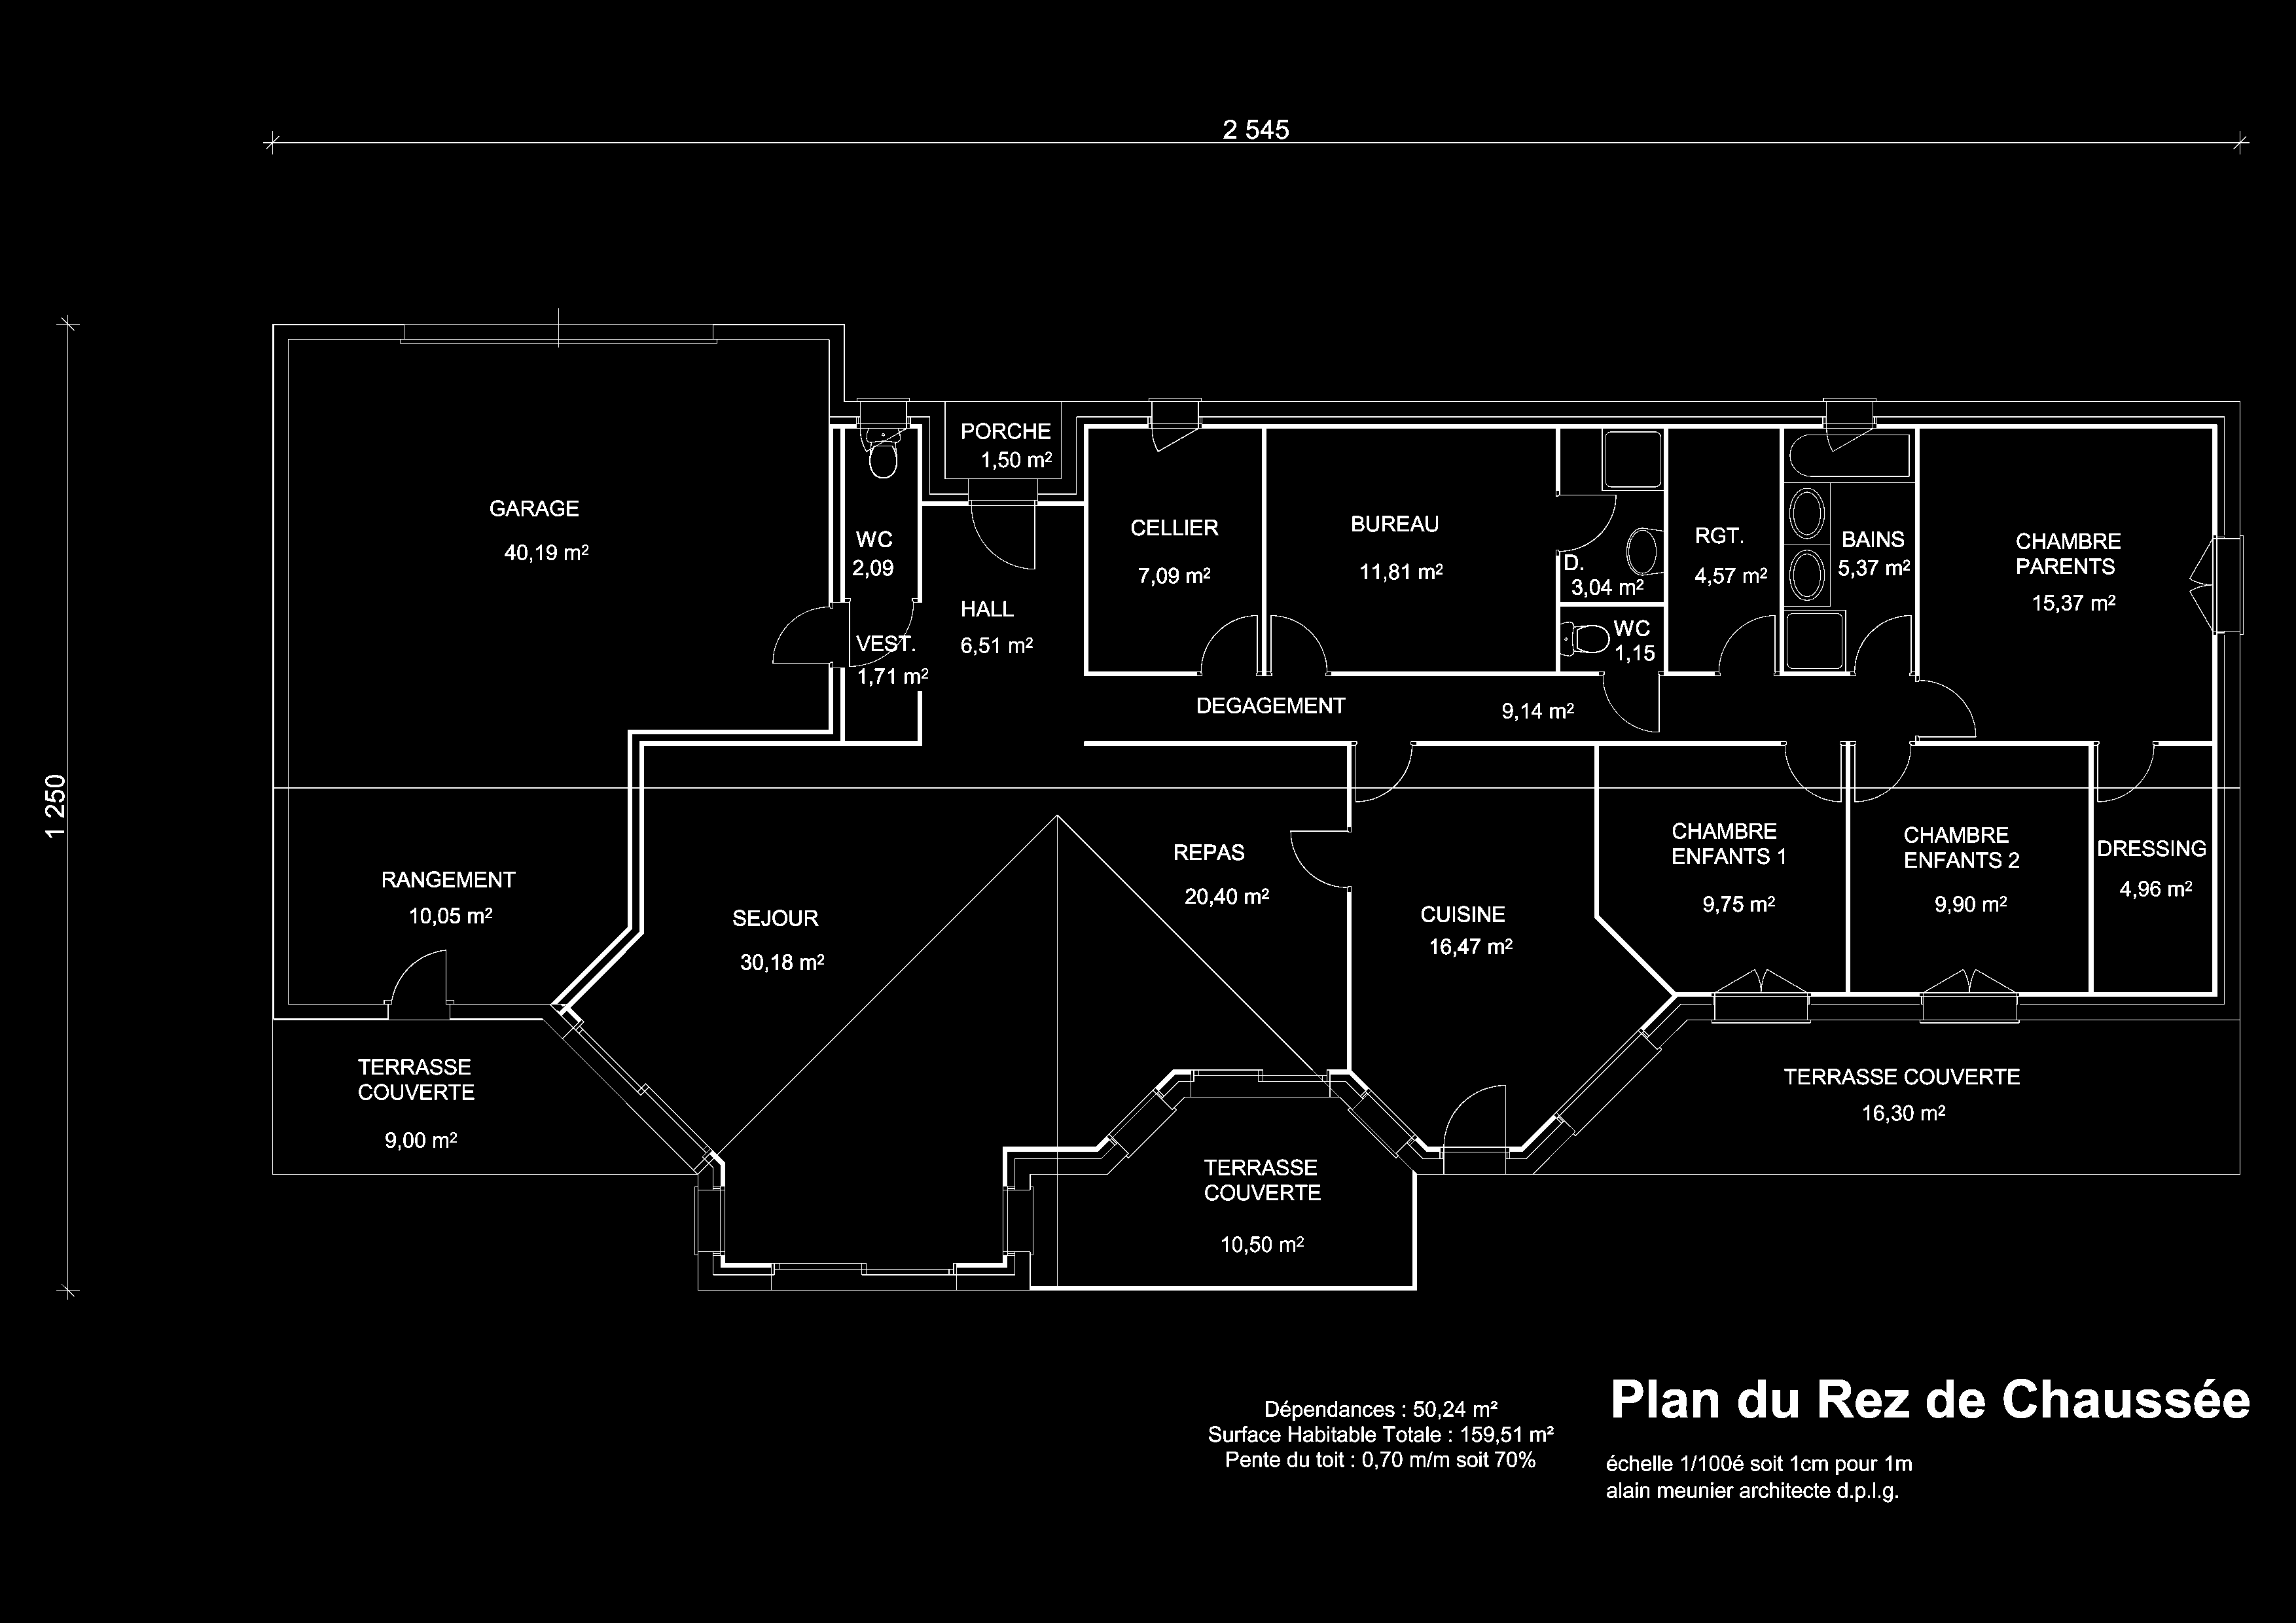 2 545
1 250
PORCHE
1,50 m²
GARAGE
40,19 m²
WC
2,09
VEST.
1,71 m²
HALL
6,51 m²
CELLIER
7,09 m²
BUREAU
11,81 m²
D.
3,04 m²
WC
1,15
RGT.
4,57 m²
BAINS
5,37 m²
CHAMBRE
PARENTS
15,37 m²
DEGAGEMENT
9,14 m²
RANGEMENT
10,05 m²
SEJOUR
30,18 m²
REPAS
20,40 m²
CUISINE
16,47 m²
CHAMBRE
ENFANTS 1
9,75 m²
CHAMBRE
ENFANTS 2
9,90 m²
DRESSING
4,96 m²
TERRASSE
COUVERTE
9,00 m²
TERRASSE
COUVERTE
10,50 m²
TERRASSE COUVERTE
16,30 m²
Dépendances : 50,24 m²
Surface Habitable Totale : 159,51 m²
Pente du toit : 0,70 m/m soit 70%
Plan du Rez de Chaussée
échelle 1/100é soit 1cm pour 1m
alain meunier architecte d.p.l.g.